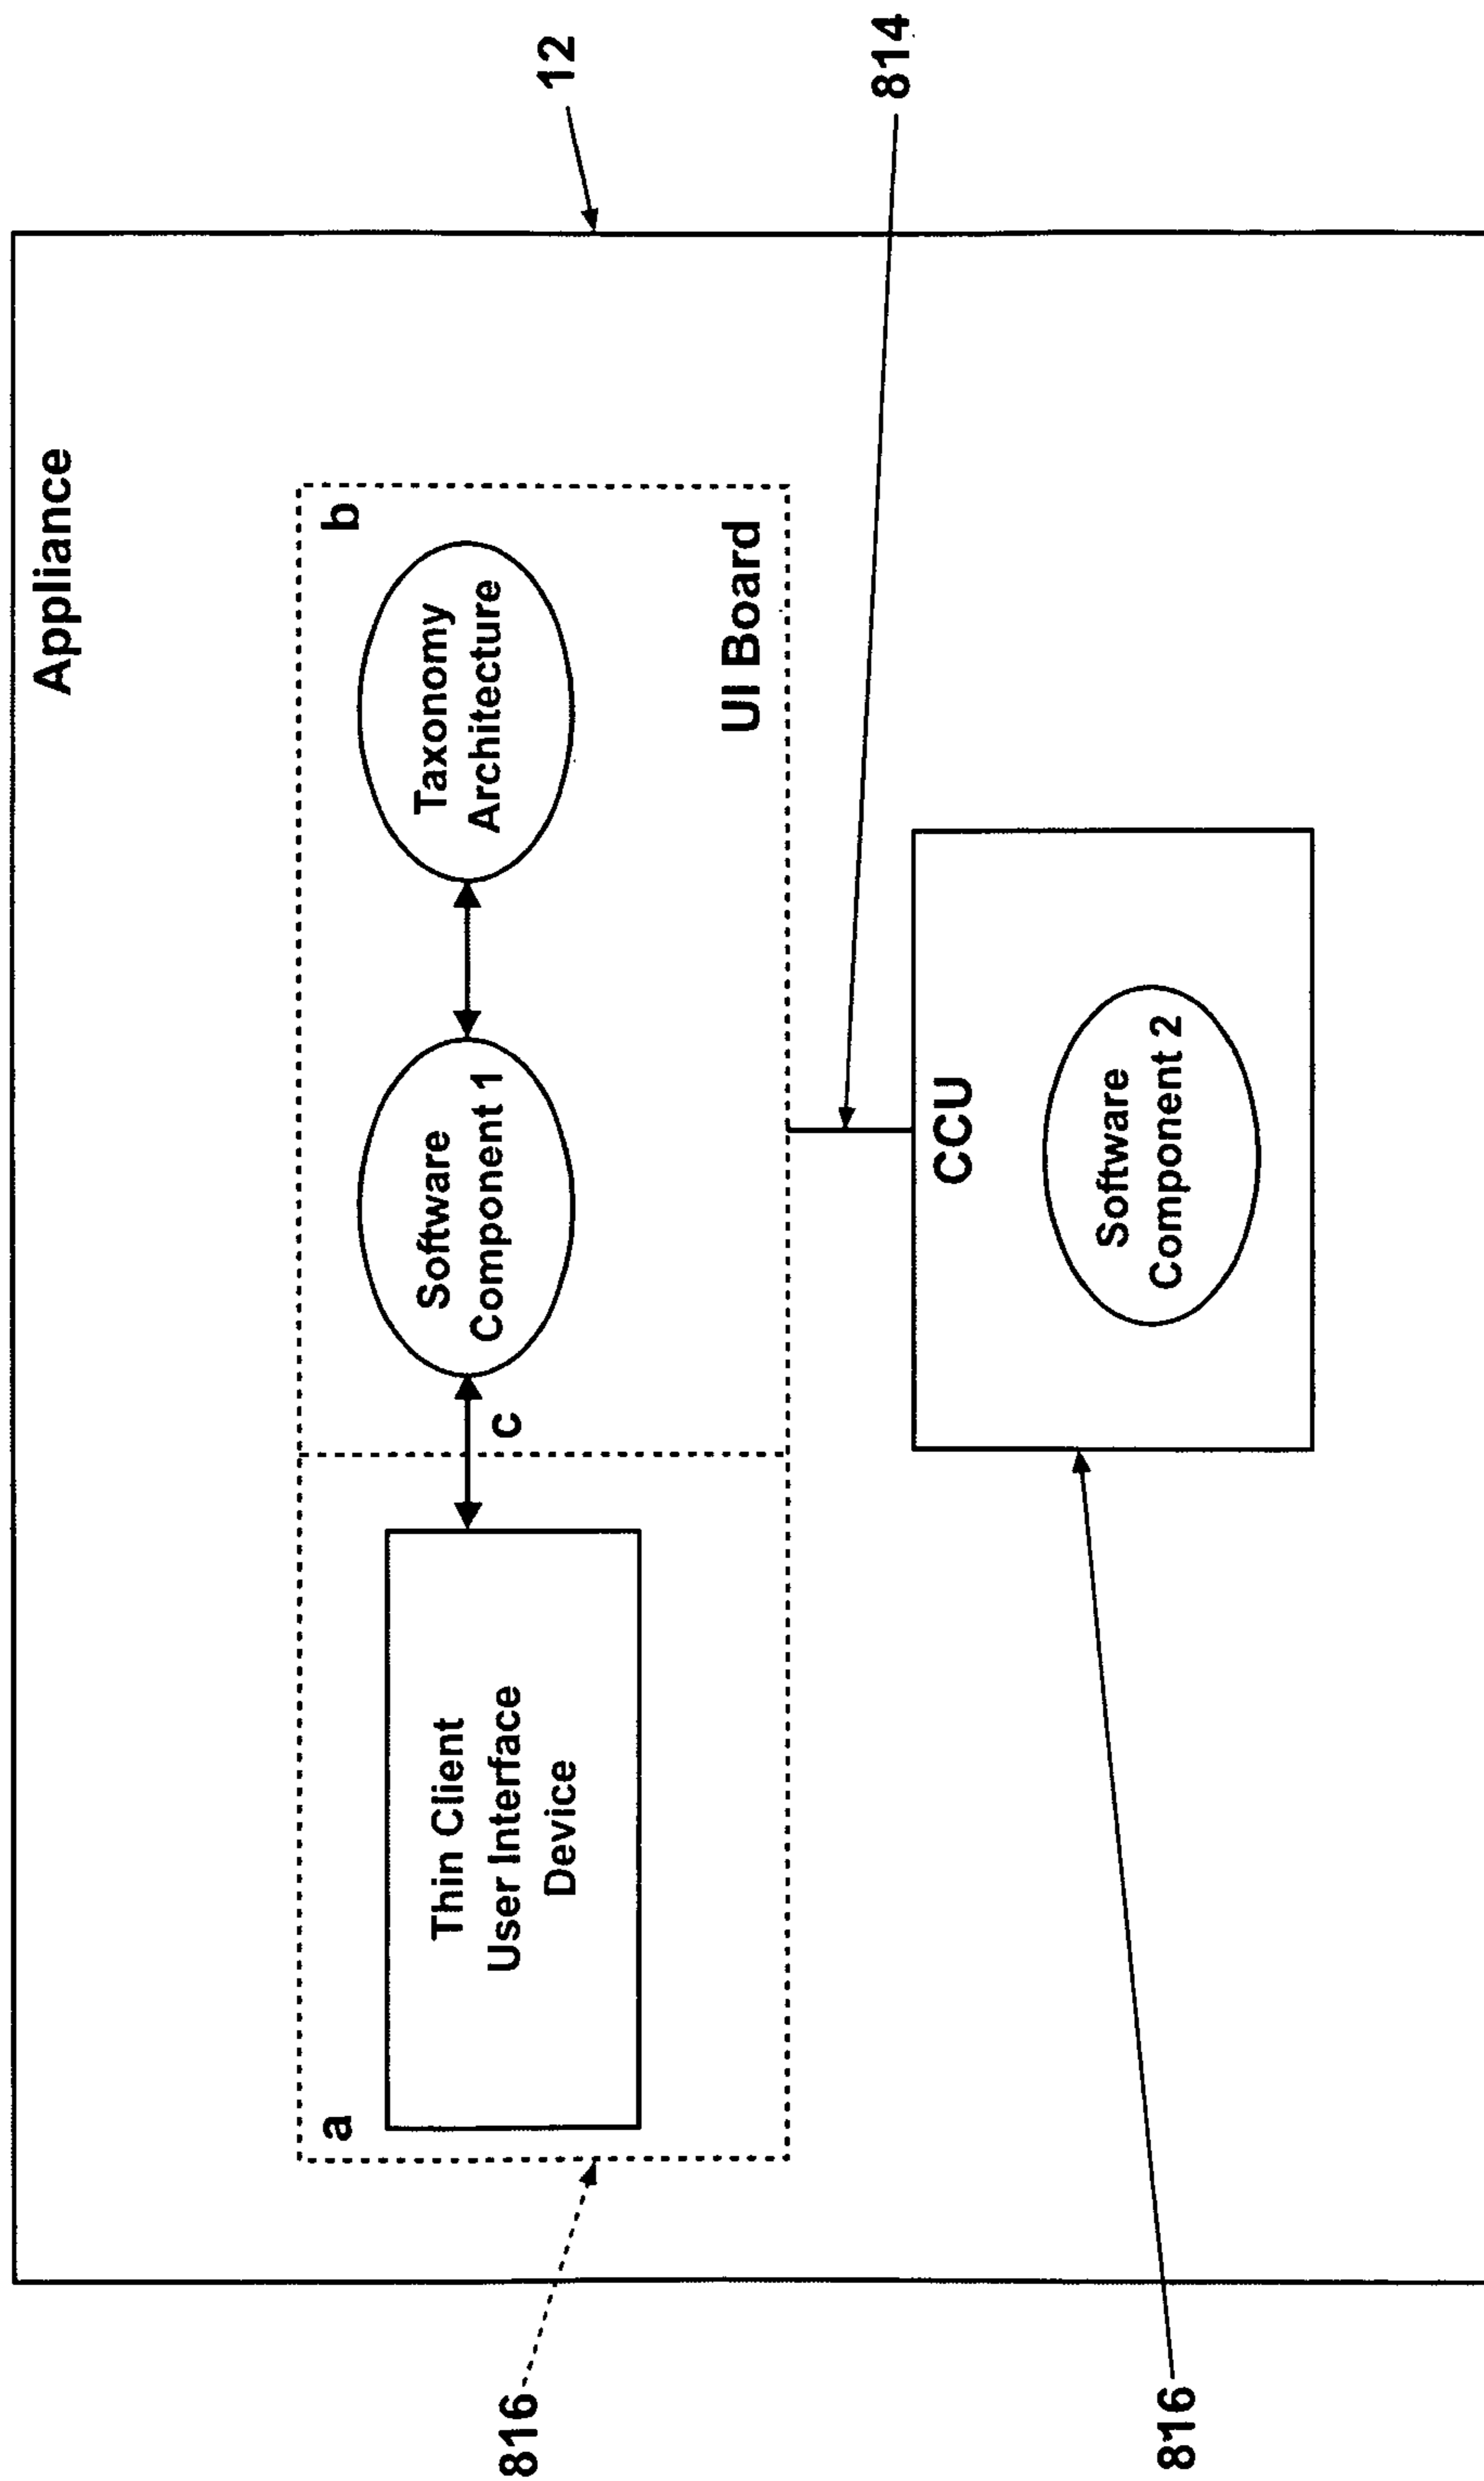 Appliance
12
816
a
b
Thin Client
User Interface
Device
c
Software
Component 1
Taxonomy
Architecture
UI Board
814
CCU
Software
Component 2
816